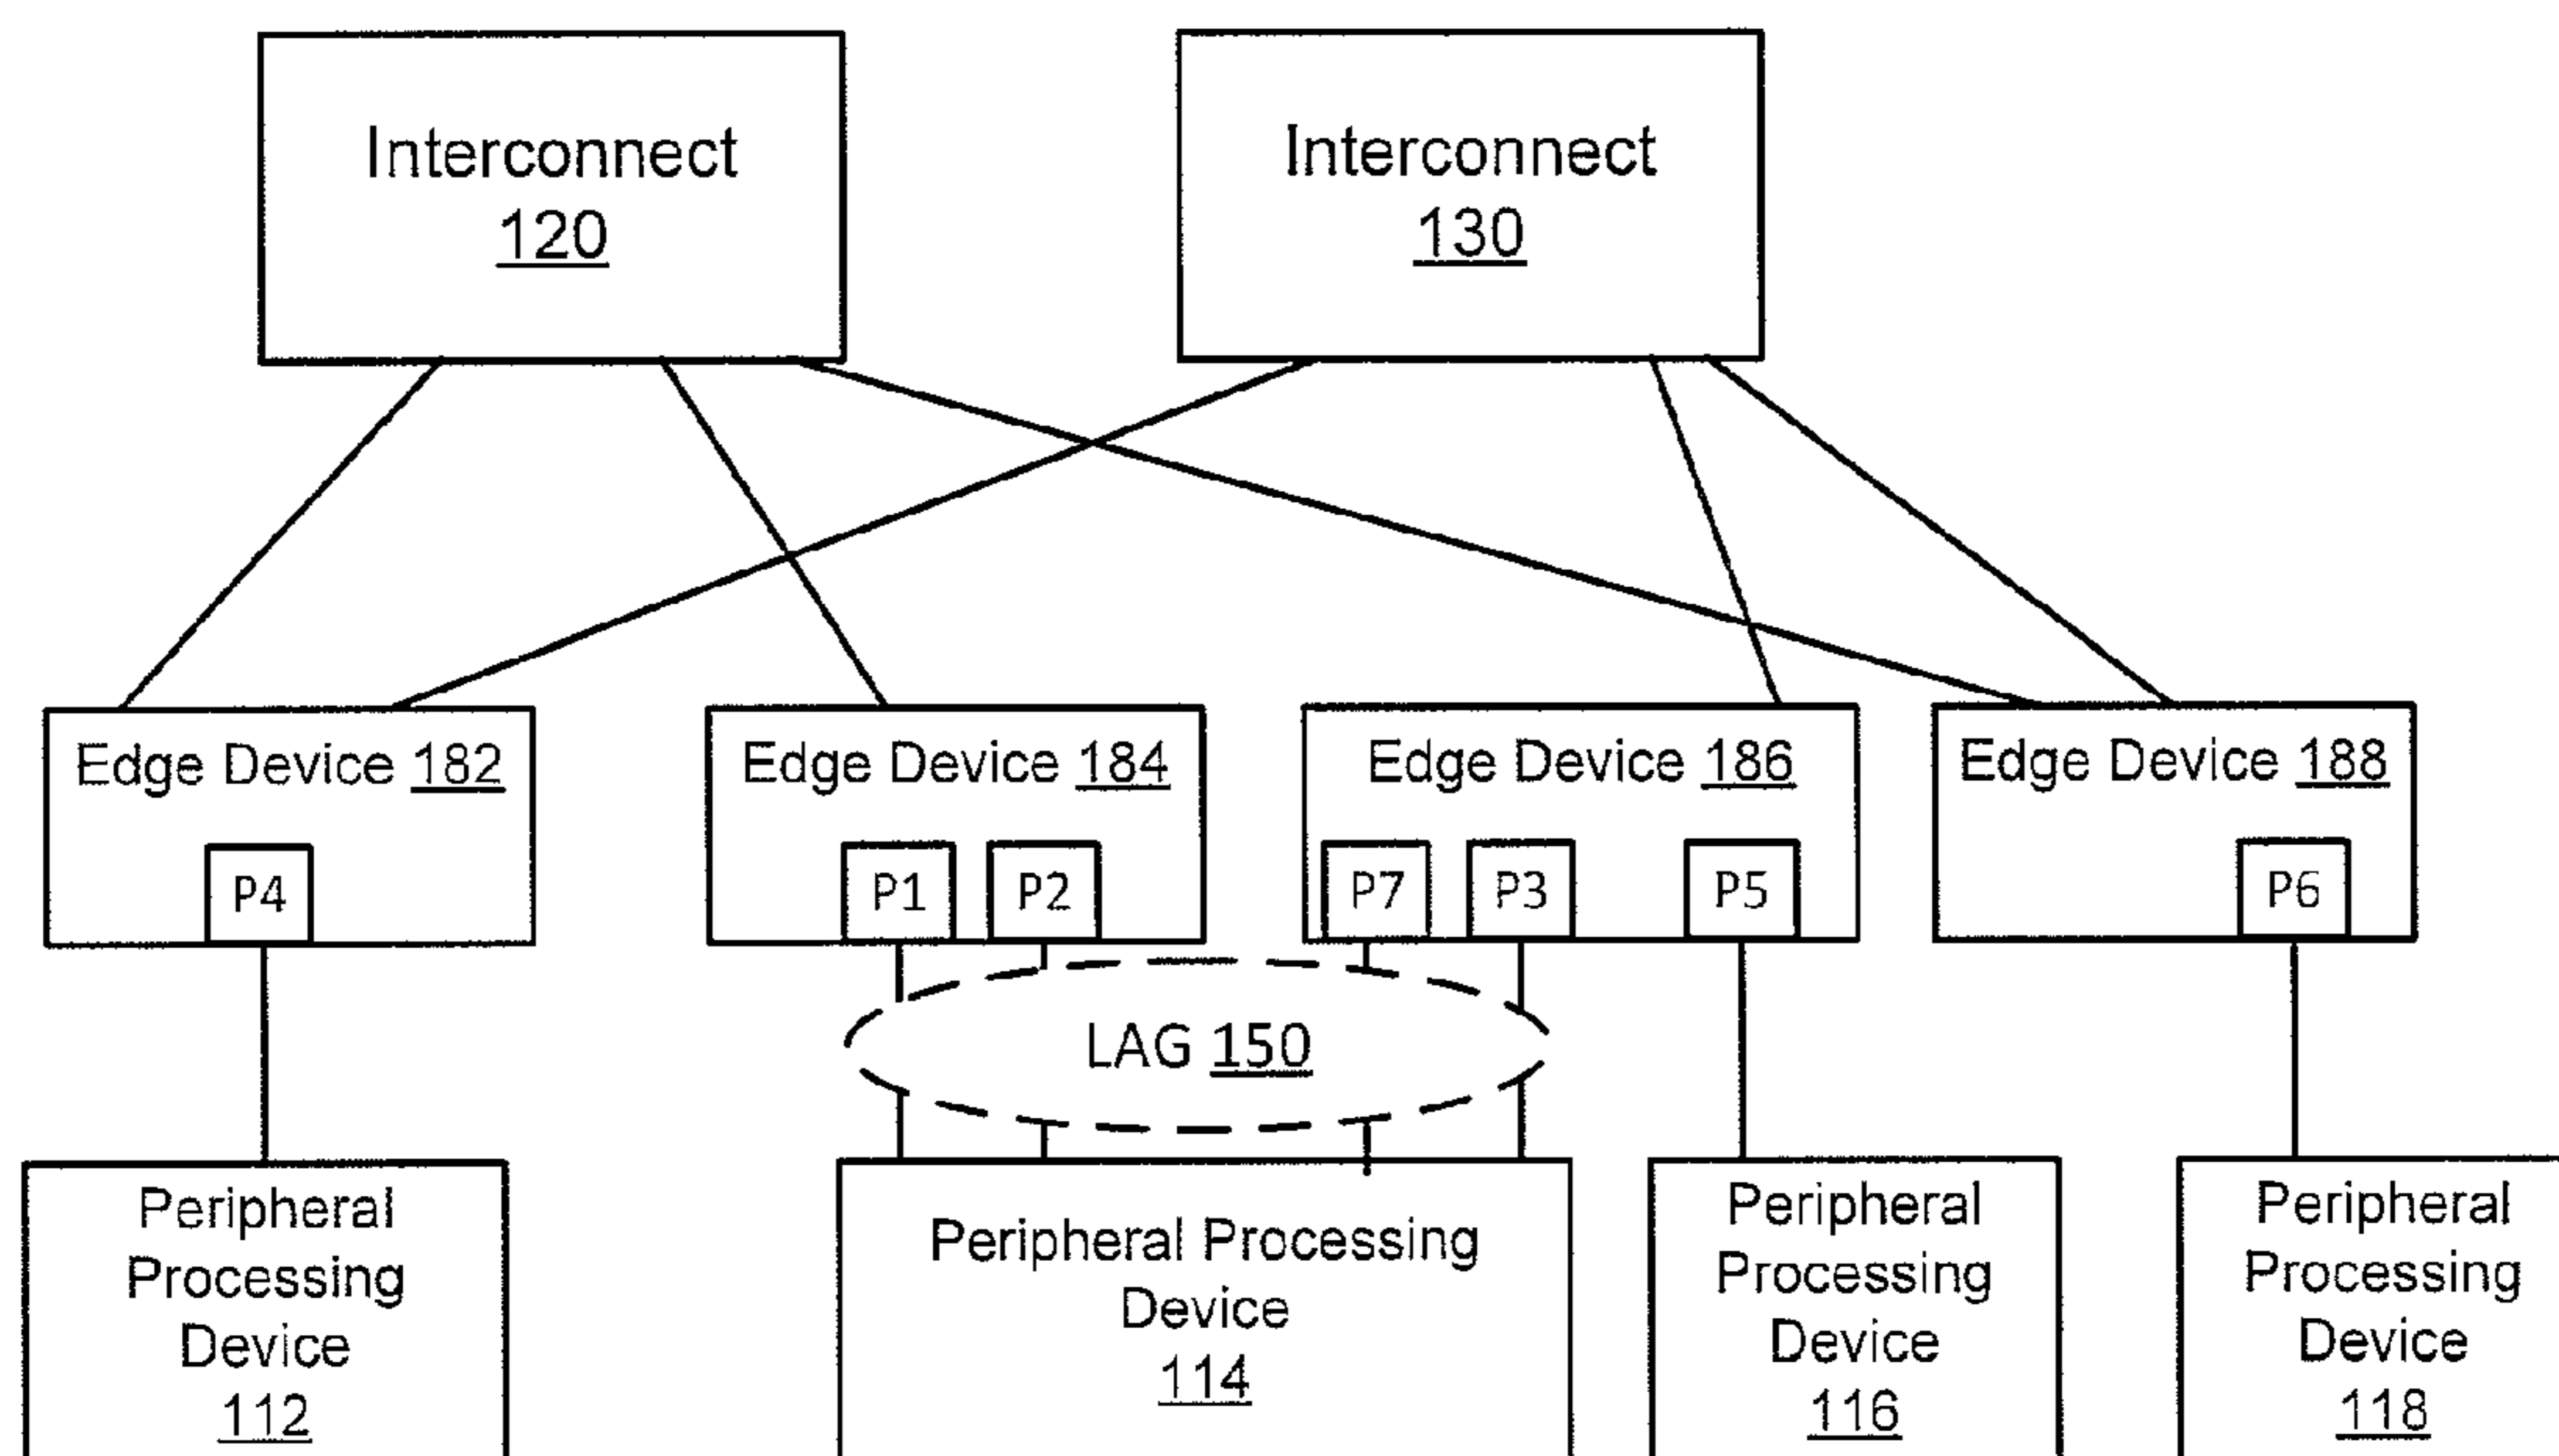 Interconnect
120
Interconnect
130
Edge Device 182
Edge Device 184
Edge Device 186
Edge Device 188
P4
P1
P2
P7
P3
P5
P6
LAG 150
Peripheral
Processing
Device
112
Peripheral Processing
Device
114
Peripheral
Processing
Device
116
Peripheral
Processing
Device
118